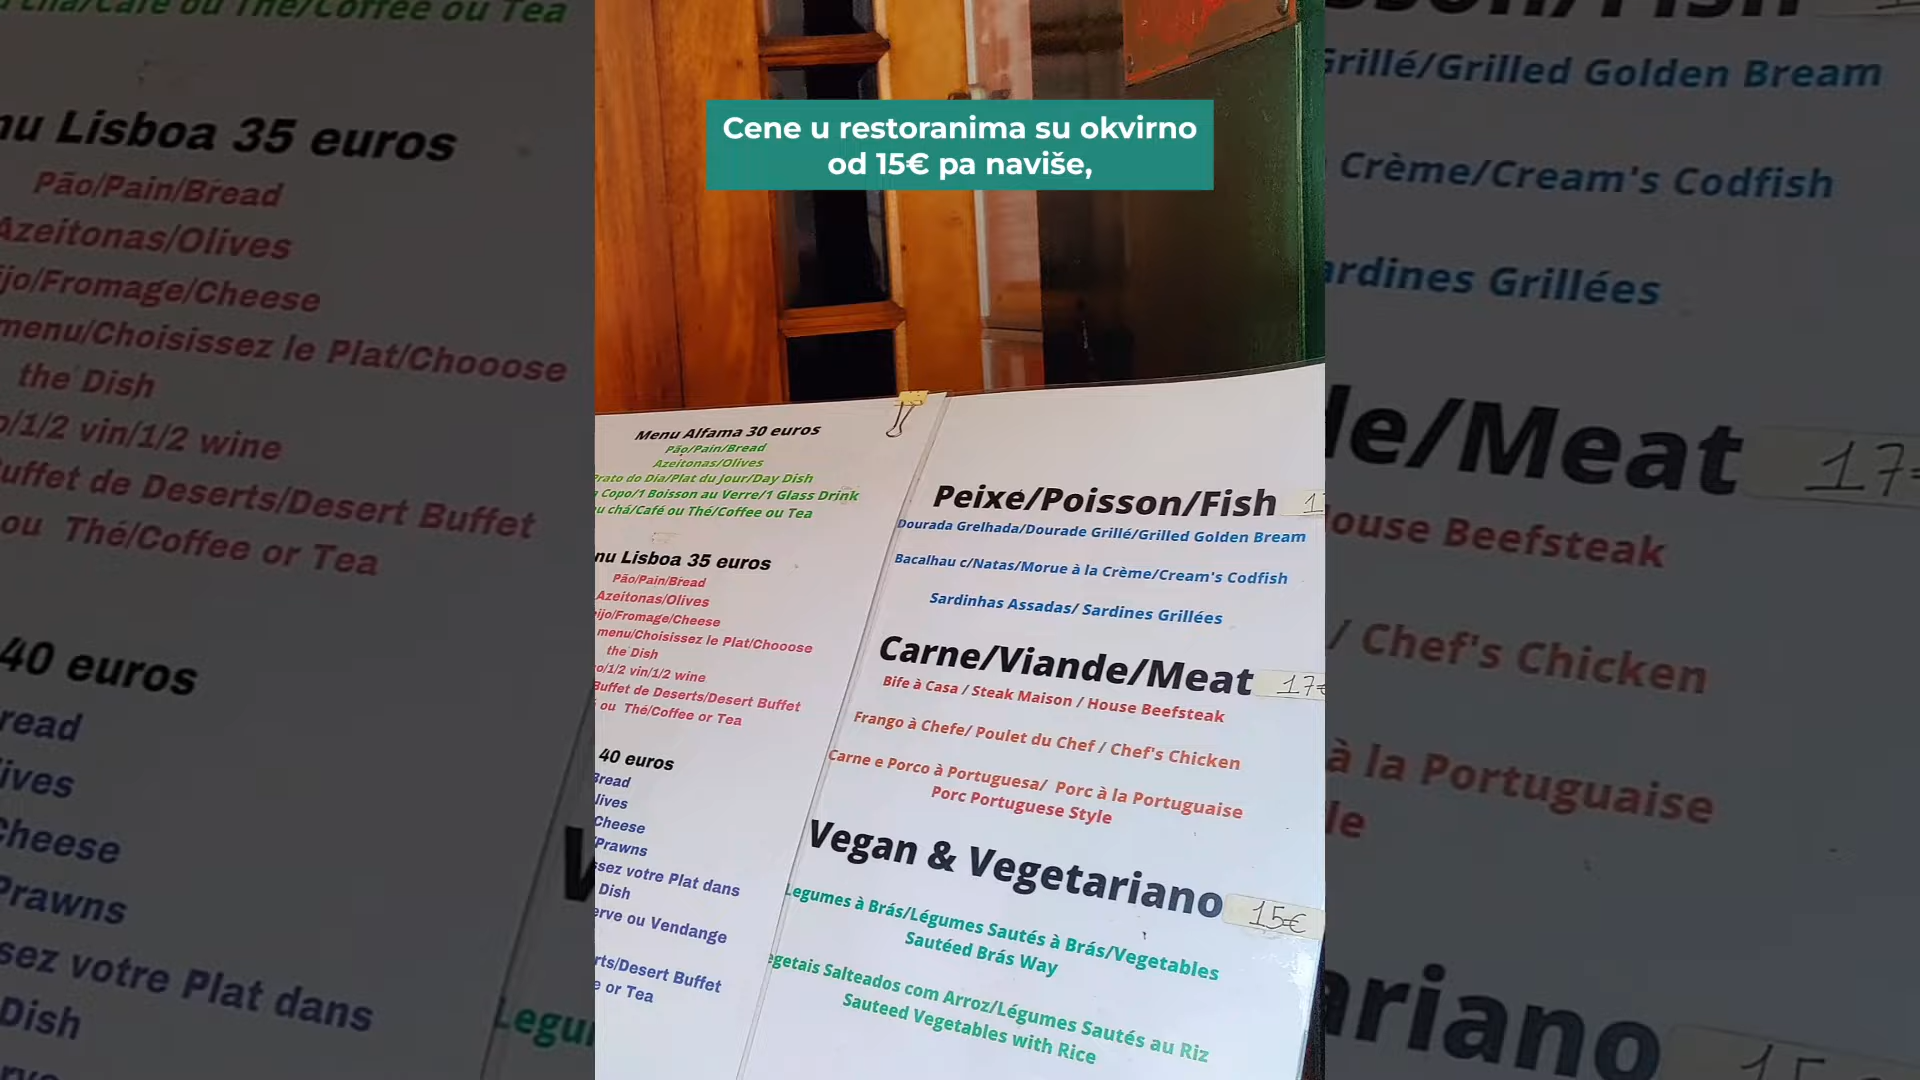 Cene u restoranima su okvirno
od 15€ pa naviše,
Menu Alfama 30 euros
Pão/Pain/Bread
Azeitonas/Olives
Prato do Dia/Plat du Jour/Day Dish
Copo/1 Boisson au Verre/1 Glass Drink
chá/Café ou Thé/Coffee ou Tea
nu Lisboa 35 euros
Pão/Pain/Bread
Azeitonas/Olives
ijo/Fromage/Cheese
menu/Choisissez le Plat/Chooose
the Dish
o/1/2 vin/1/2 wine
Buffet de Deserts/Desert Buffet
ou Thé/Coffee or Tea
40 euros
Bread
lives
Cheese
/Prawns
ssez votre Plat dans
Dish
erve ou Vendange
rts/Desert Buffet
e or Tea
Peixe/Poisson/Fish
Dourada Grelhada/Dourade Grillé/Grilled Golden Bream
Bacalhau c/Natas/Morue à la Crème/Cream's Codfish
Sardinhas Assadas/ Sardines Grillées
Carne/Viande/Meat 17€
Bife à Casa / Steak Maison / House Beefsteak
Frango à Chefe/ Poulet du Chef / Chef's Chicken
Carne e Porco à Portuguesa/ Porc à la Portuguaise
Porc Portuguese Style
Vegan & Vegetariano 15€
Legumes à Brás/Légumes Sautés à Brás/Vegetables
Sautéed Brás Way
egetais Salteados com Arroz/Légumes Sautés au Riz
Sauteed Vegetables with Rice